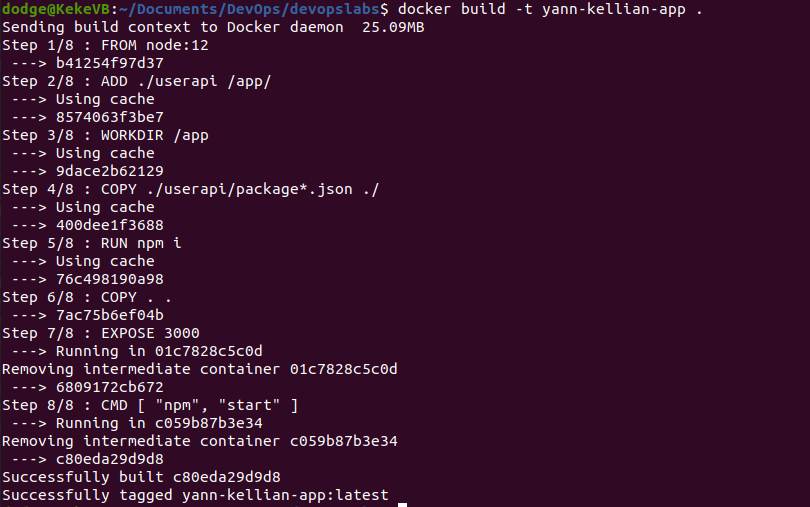 dodge@KekeVB:~/Documents/DevOps/devopslabs$ docker build -t yann-kellian-app .
Sending build context to Docker daemon  25.09MB
Step 1/8 : FROM node:12
 ---> b41254f97d37
Step 2/8 : ADD ./userapi /app/
 ---> Using cache
 ---> 8574063f3be7
Step 3/8 : WORKDIR /app
 ---> Using cache
 ---> 9dace2b62129
Step 4/8 : COPY ./userapi/package*.json ./
 ---> Using cache
 ---> 400dee1f3688
Step 5/8 : RUN npm i
 ---> Using cache
 ---> 76c498190a98
Step 6/8 : COPY . .
 ---> 7ac75b6ef04b
Step 7/8 : EXPOSE 3000
 ---> Running in 01c7828c5c0d
Removing intermediate container 01c7828c5c0d
 ---> 6809172cb672
Step 8/8 : CMD [ "npm", "start" ]
 ---> Running in c059b87b3e34
Removing intermediate container c059b87b3e34
 ---> c80eda29d9d8
Successfully built c80eda29d9d8
Successfully tagged yann-kellian-app:latest